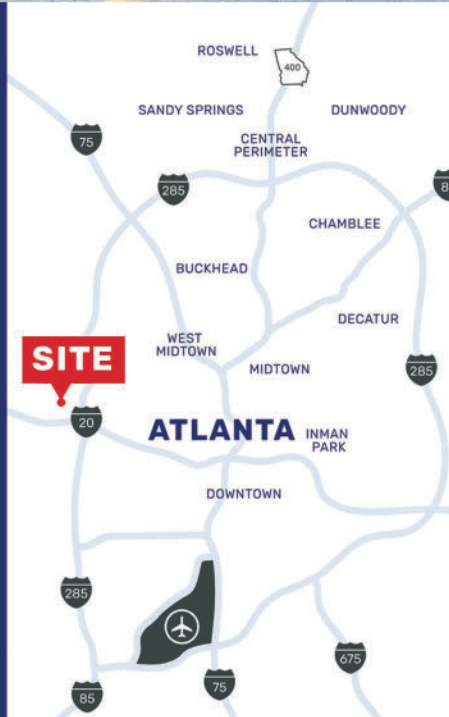 ROSWELL
400
SANDY SPRINGS
DUNWOODY
75
CENTRAL
PERIMETER
285
CHAMBLEE
BUCKHEAD
DECATUR
WEST
MIDTOWN
SITE
MIDTOWN
285
20
ATLANTA
INMAN
PARK
DOWNTOWN
285
675
85
75